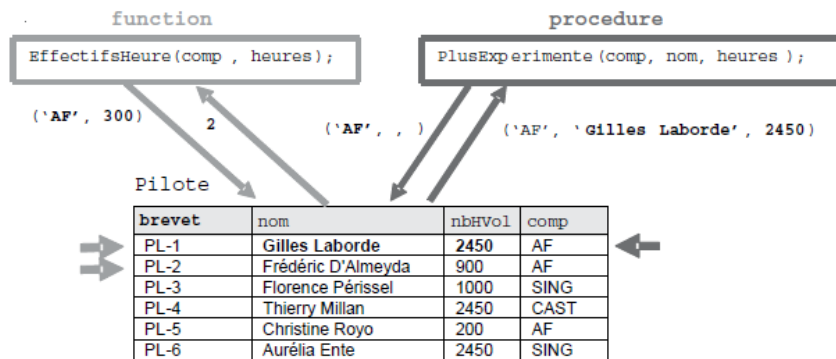 function procedure
EffectifsHeure(comp , heures); PlusExperimente(comp, nom, heures );
(‘AF’, 300) 2 (‘AF’, , ) (‘AF’, ‘Gilles Laborde’, 2450)
Pilote
brevet nom nbHVol comp
PL-1 Gilles Laborde 2450 AF
PL-2 Frédéric D'Almeyda 900 AF
PL-3 Florence Périssel 1000 SING
PL-4 Thierry Millan 2450 CAST
PL-5 Christine Royo 200 AF
PL-6 Aurélia Ente 2450 SING